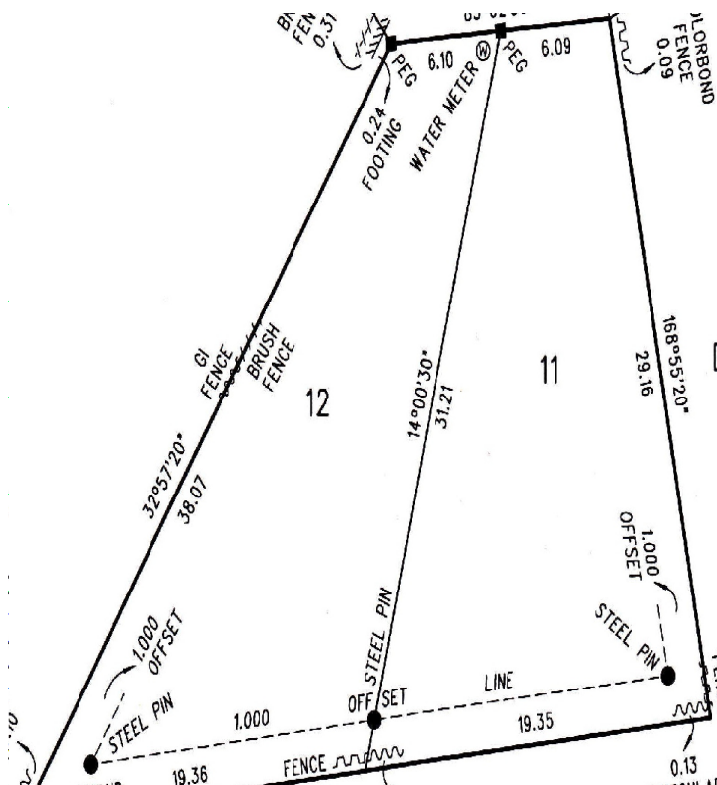 FEN
0.31
6.10
6.09
PEG
PEG
WATER METER
W
0.24
FOOTING
OLORBOND
FENCE
0.09
GI
FENCE
BRUSH
FENCE
12
11
14°00'30"
31.21
168°55'20"
29.16
32°57'20"
38.07
1.000
OFFSET
1.000
OFFSET
STEEL PIN
STEEL PIN
STEEL PIN
1.000
OFFSET
LINE
19.36
19.35
FENCE
0.13